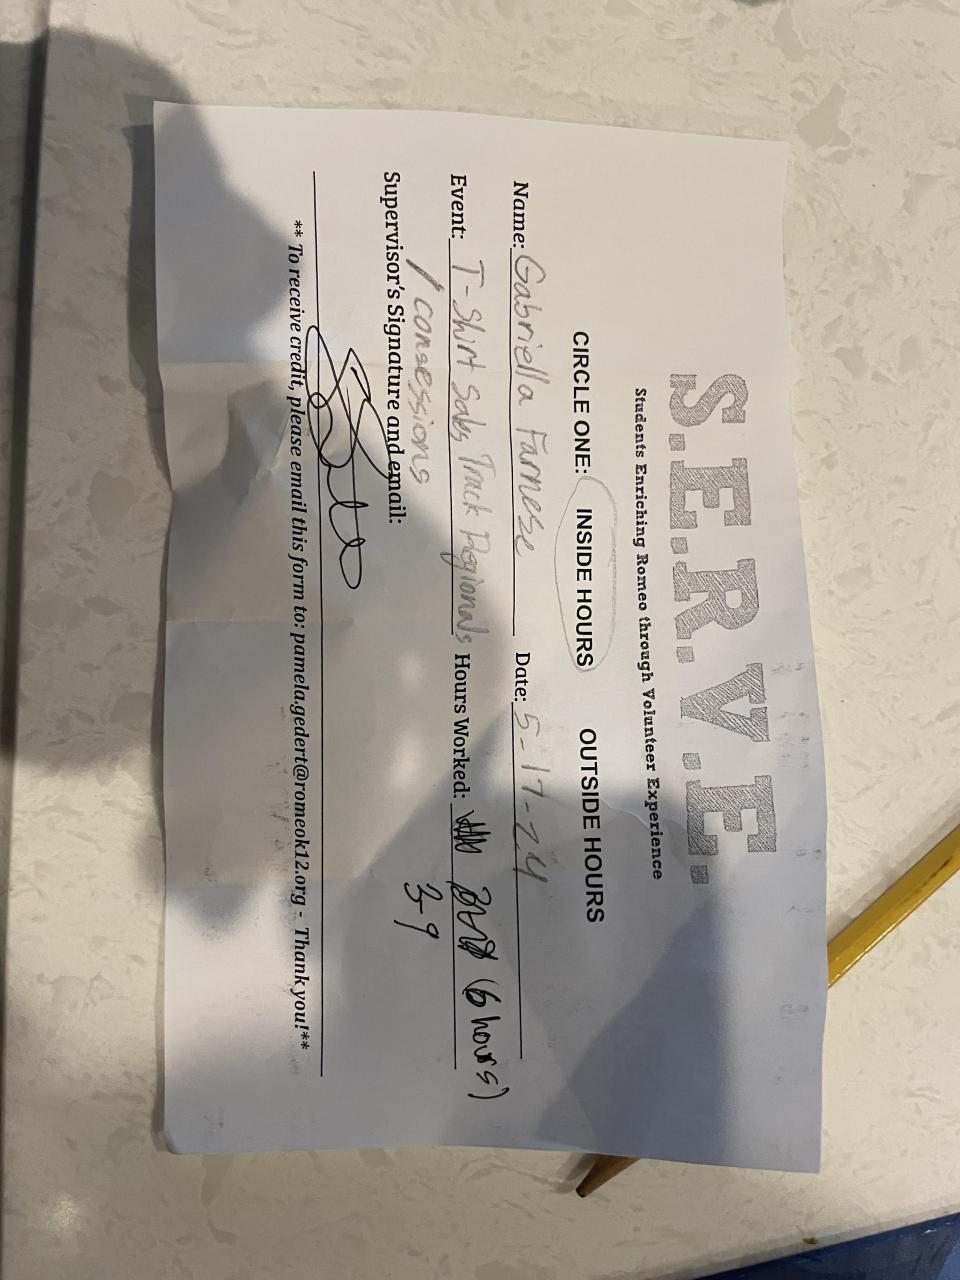 S.E.R.V.E.
Students Enriching Romeo through Volunteer Experience
CIRCLE ONE: INSIDE HOURS OUTSIDE HOURS
Name: Gabriella Farnese Date: 5-17-24
Event: T-Shirt Sales Track Regionals Hours Worked: (6 hours)
/ consessions 3-9
Supervisor's Signature and email:
** To receive credit, please email this form to: pamela.gedert@romeok12.org - Thank you!**